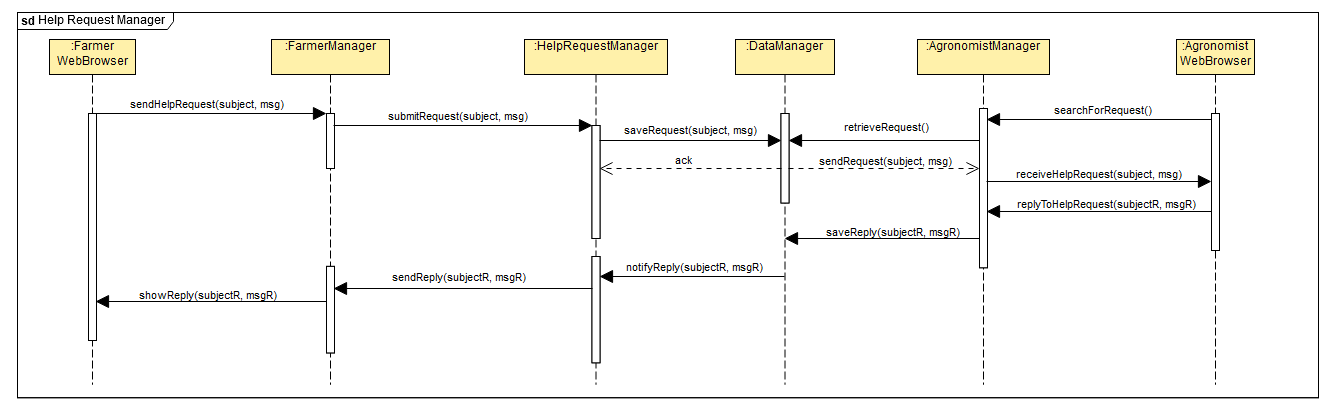 sd Help Request Manager
:Farmer
WebBrowser
:FarmerManager
:HelpRequestManager
:DataManager
:AgronomistManager
:Agronomist
WebBrowser
sendHelpRequest(subject, msg)
submitRequest(subject, msg)
saveRequest(subject, msg)
retrieveRequest()
searchForRequest()
ack
sendRequest(subject, msg)
receiveHelpRequest(subject, msg)
replyToHelpRequest(subjectR, msgR)
saveReply(subjectR, msgR)
notifyReply(subjectR, msgR)
sendReply(subjectR, msgR)
showReply(subjectR, msgR)